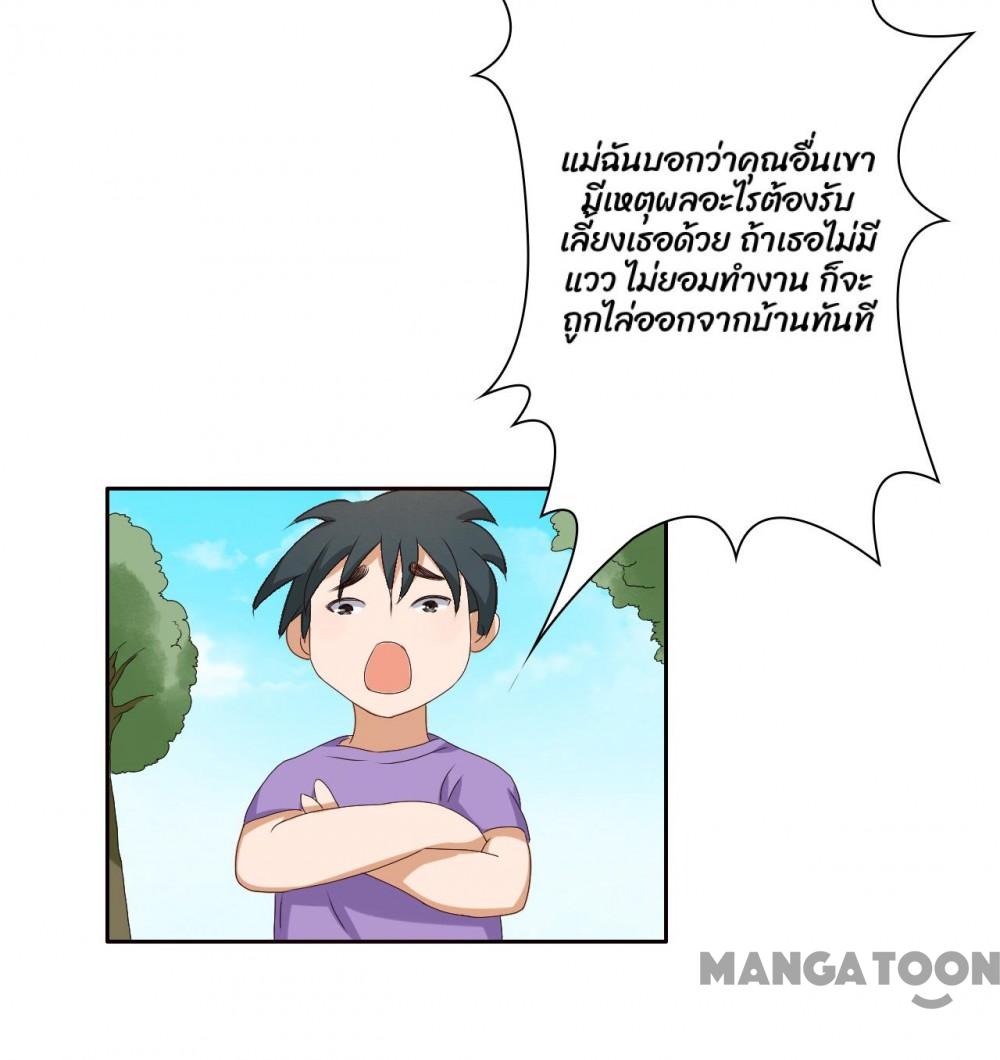 แม่ฉันบอกว่าคุณอื่นเขา
มีเหตุผลอะไรต้องรับ
เลี้ยงเธอด้วย ถ้าเธอไม่มี
แวว ไม่ยอมทำงาน ก็จะ
ถูกไล่ออกจากบ้านทันที
MANGATOON